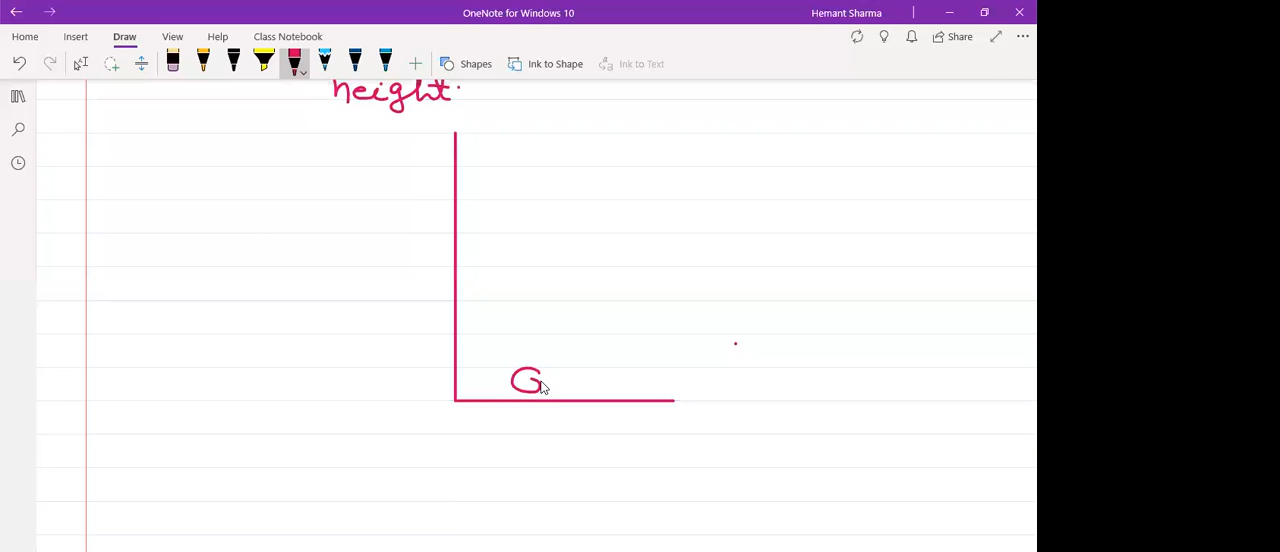 OneNote for Windows 10
Hemant Sharma
Home Insert Draw View Help Class Notebook
Share
Shapes Ink to Shape Ink to Text
height.
G